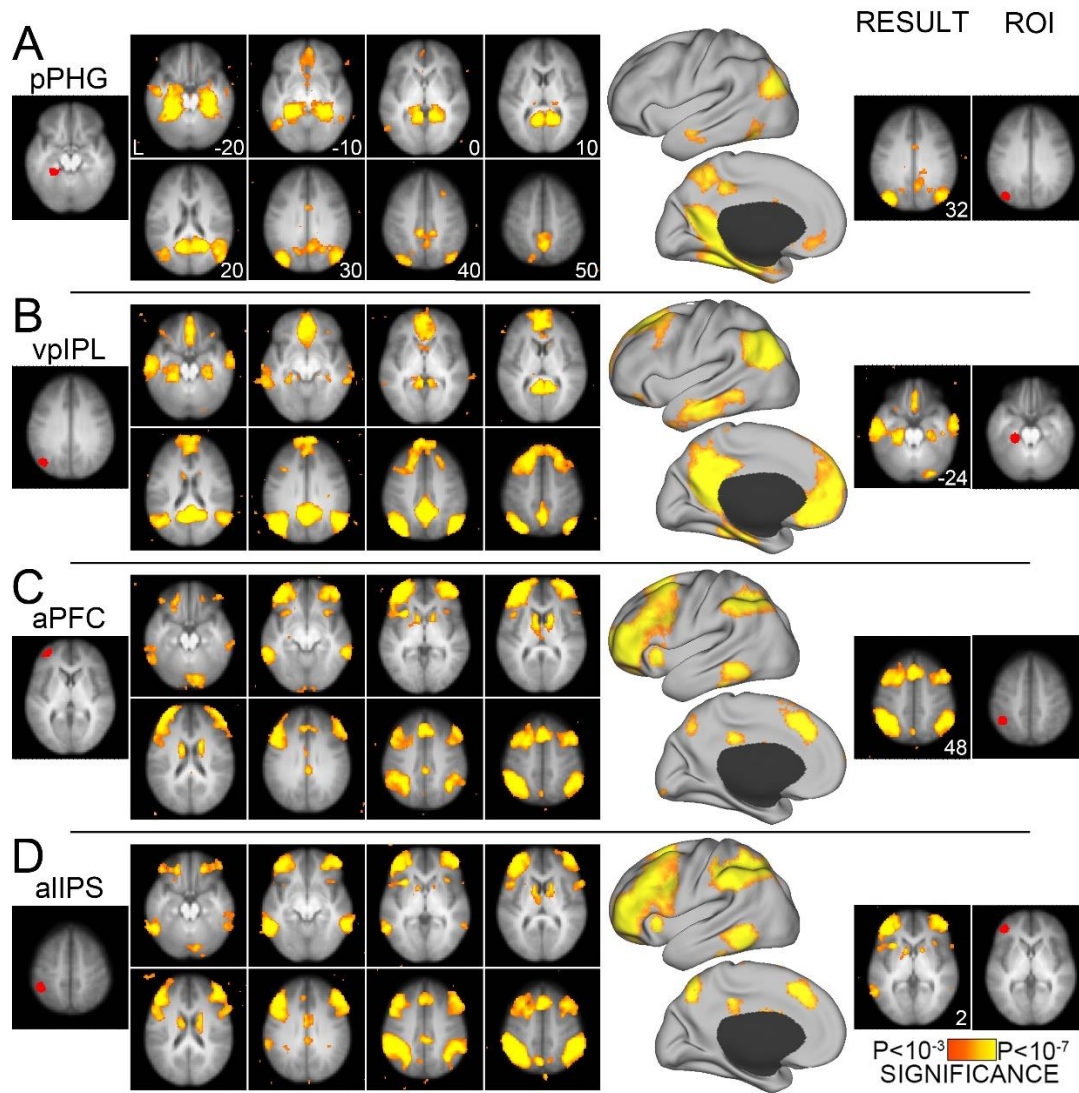 RESULT ROI
A
pPHG
L -20 -10 0 10
20 30 40 50
32
B
vpIPL
-24
C
aPFC
48
D
alIPS
2
P<10-3 P<10-7
SIGNIFICANCE